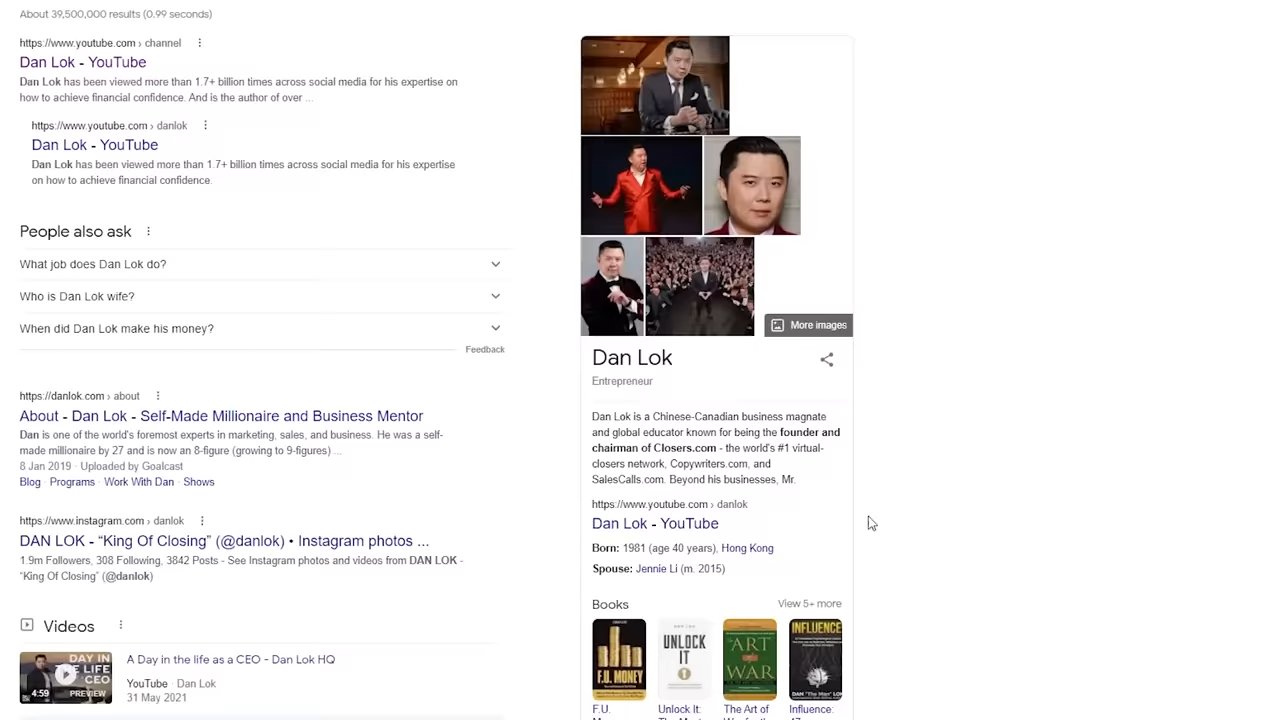 About 39,500,000 results (0.99 seconds)
https://www.youtube.com › channel
Dan Lok - YouTube
Dan Lok has been viewed more than 1.7+ billion times across social media for his expertise on
how to achieve financial confidence. And is the author of over ...
https://www.youtube.com › danlok
Dan Lok - YouTube
Dan Lok has been viewed more than 1.7+ billion times across social media for his expertise
on how to achieve financial confidence.
People also ask
What job does Dan Lok do?
Who is Dan Lok wife?
When did Dan Lok make his money?
Feedback
https://danlok.com › about
About - Dan Lok - Self-Made Millionaire and Business Mentor
Dan is one of the world's foremost experts in marketing, sales, and business. He was a self-
made millionaire by 27 and is now an 8-figure (growing to 9-figures) ...
8 Jan 2019 · Uploaded by Goalcast
Blog · Programs · Work With Dan · Shows
https://www.instagram.com › danlok
DAN LOK - “King Of Closing” (@danlok) • Instagram photos ...
1.9m Followers, 308 Following, 3842 Posts - See Instagram photos and videos from DAN LOK -
“King Of Closing” (@danlok)
Videos
DAY IN
THE LIFE
CEO
4:59
PREVIEW
A Day in the life as a CEO - Dan Lok HQ
YouTube · Dan Lok
31 May 2021
More images
Dan Lok
Entrepreneur
Dan Lok is a Chinese-Canadian business magnate
and global educator known for being the founder and
chairman of Closers.com - the world's #1 virtual-
closers network, Copywriters.com, and
SalesCalls.com. Beyond his businesses, Mr.
https://www.youtube.com › danlok
Dan Lok - YouTube
Born: 1981 (age 40 years), Hong Kong
Spouse: Jennie Li (m. 2015)
Books
View 5+ more
F.U. MONEY
UNLOCK
IT
ART
WAR
INFLUENCE
DAN "The Man" LOK
F.U.
Unlock It:
The Art of
Influence: